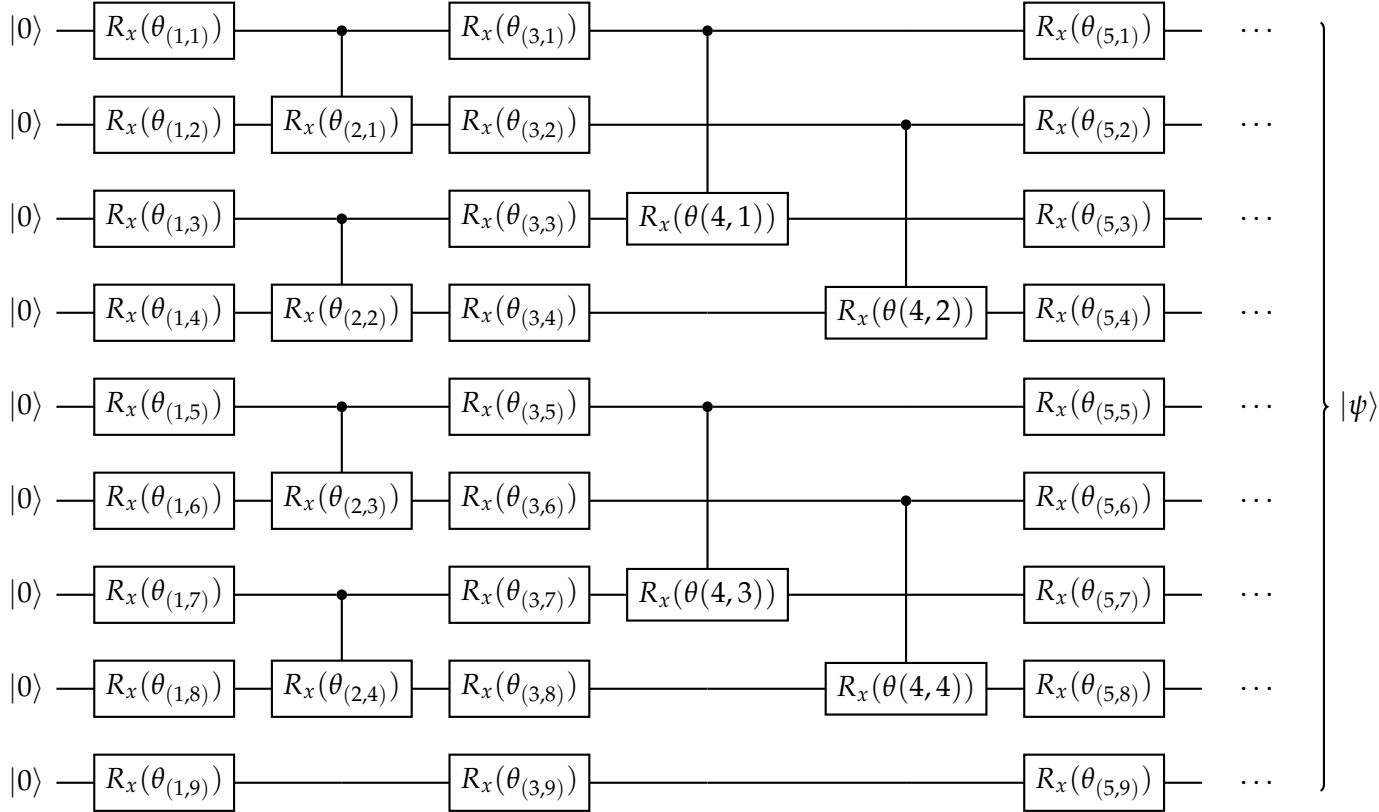 |0⟩ R_x(θ_(1,1)) R_x(θ_(3,1)) R_x(θ_(5,1)) ···
|0⟩ R_x(θ_(1,2)) R_x(θ_(2,1)) R_x(θ_(3,2)) R_x(θ_(5,2)) ···
|0⟩ R_x(θ_(1,3)) R_x(θ_(3,3)) R_x(θ(4, 1)) R_x(θ_(5,3)) ···
|0⟩ R_x(θ_(1,4)) R_x(θ_(2,2)) R_x(θ_(3,4)) R_x(θ(4, 2)) R_x(θ_(5,4)) ···
|0⟩ R_x(θ_(1,5)) R_x(θ_(3,5)) R_x(θ_(5,5)) ··· |ψ⟩
|0⟩ R_x(θ_(1,6)) R_x(θ_(2,3)) R_x(θ_(3,6)) R_x(θ_(5,6)) ···
|0⟩ R_x(θ_(1,7)) R_x(θ_(3,7)) R_x(θ(4, 3)) R_x(θ_(5,7)) ···
|0⟩ R_x(θ_(1,8)) R_x(θ_(2,4)) R_x(θ_(3,8)) R_x(θ(4, 4)) R_x(θ_(5,8)) ···
|0⟩ R_x(θ_(1,9)) R_x(θ_(3,9)) R_x(θ_(5,9)) ···